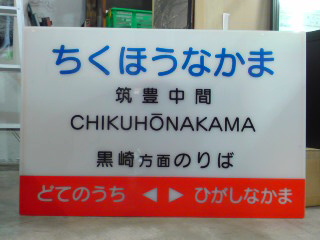 ちくほうなかま
筑豊中間
CHIKUHŌNAKAMA
黒崎方面のりば
どてのうち ◀ ▶ ひがしなかま